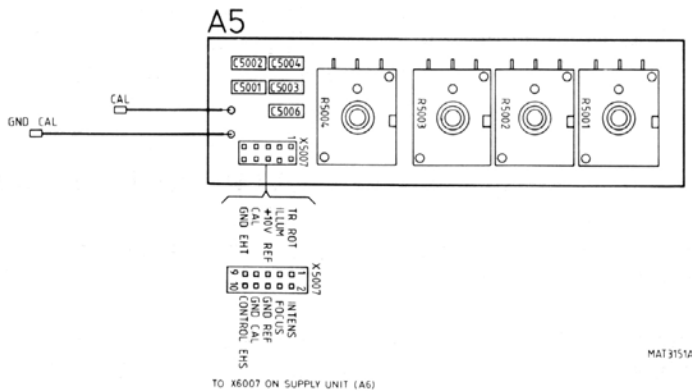 A5
C5002 C5004
C5001 C5003
C5006
CAL
GND CAL
1
X5007
R5004
R5003
R5002
R5001
GND EHT
CAL
+10V REF
ILLUM
TR ROT
X5007
9 1
10 2
CONTROL EHS
GND CAL
GND REF
FOCUS
INTENS
MAT3151A
TO X6007 ON SUPPLY UNIT (A6)